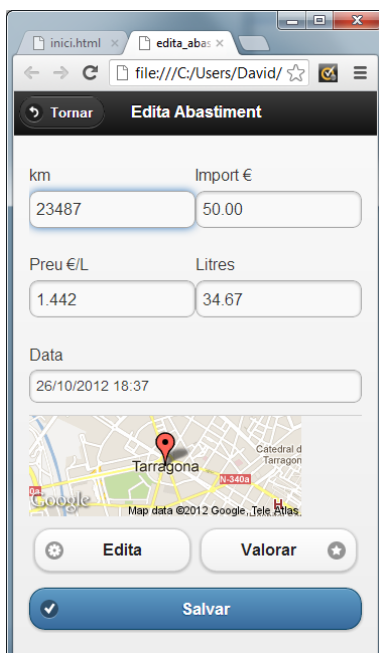 inici.html
edita_abas
file:///C:/Users/David/
Tornar
Edita Abastiment
km
Import €
23487
50.00
Preu €/L
Litres
1.442
34.67
Data
26/10/2012 18:37
Catedral d
Tarragon
Tarragona
N-340a
Google
Map data ©2012 Google, Tele Atlas
Edita
Valorar
Salvar